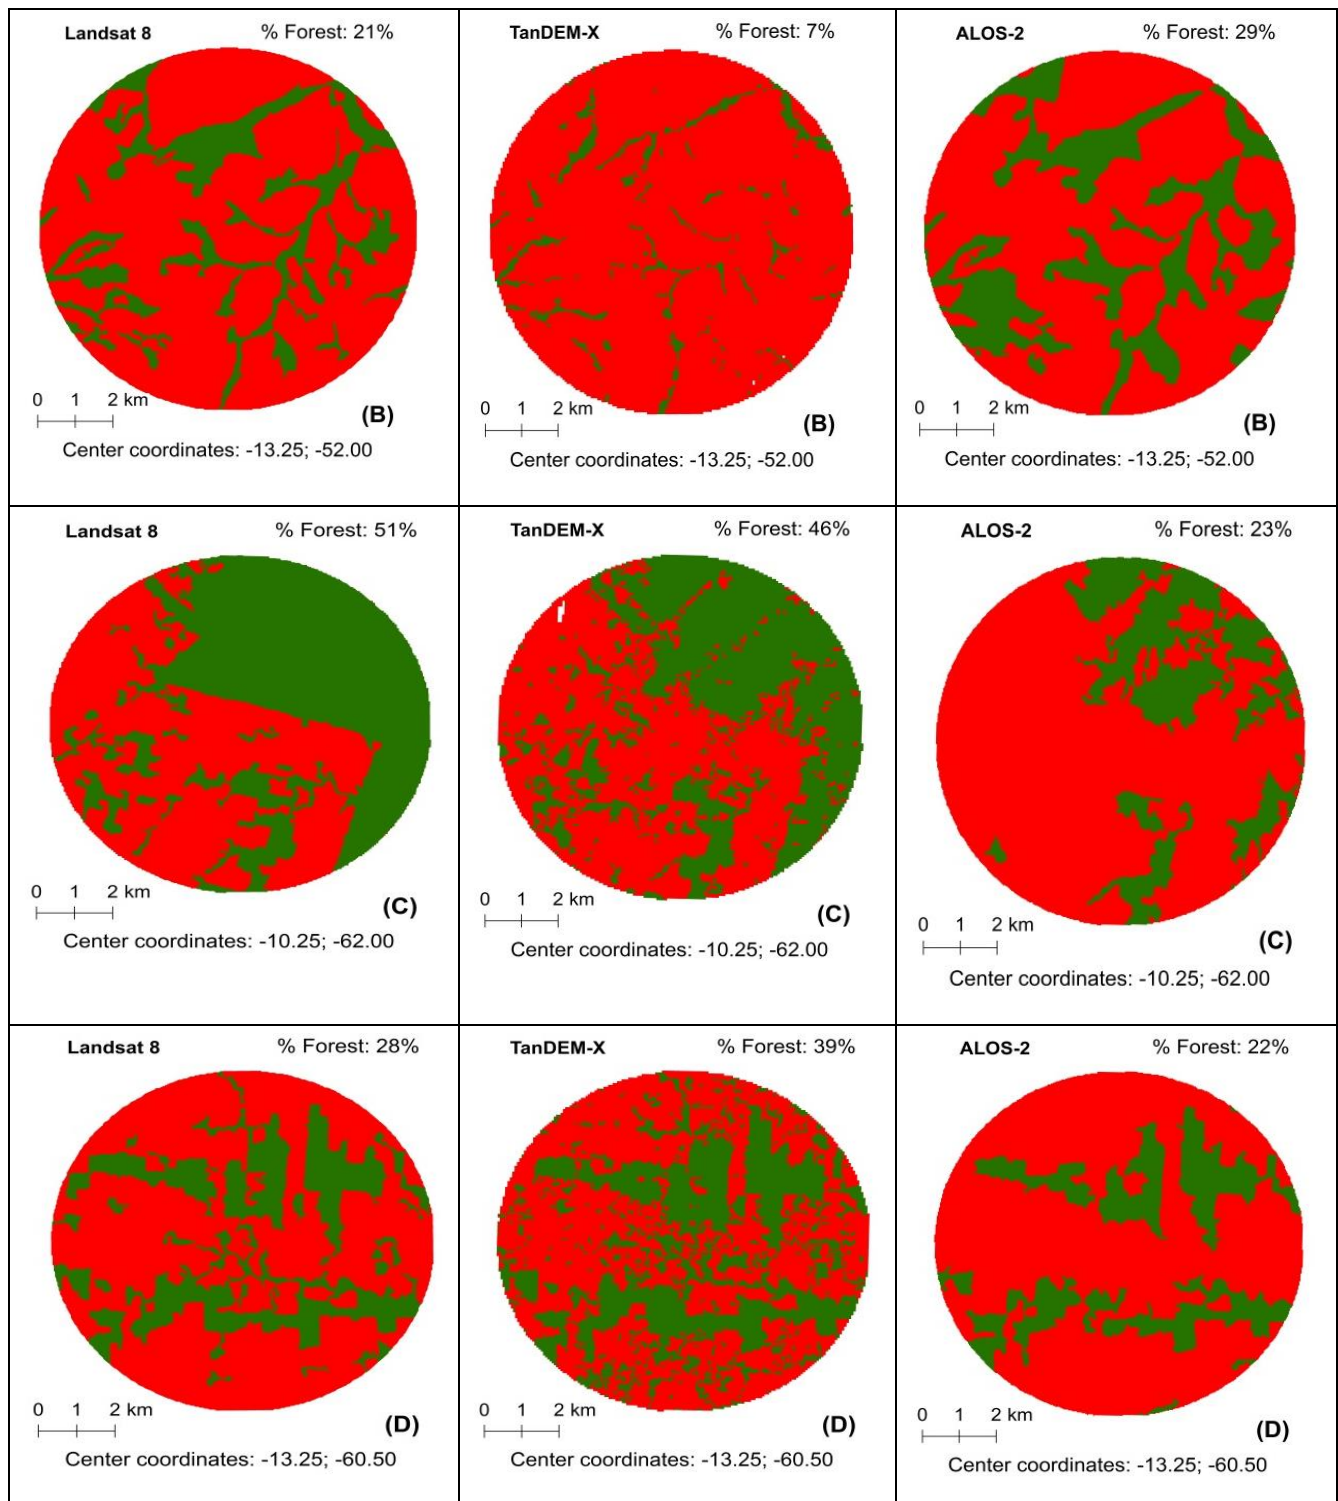 Landsat 8 % Forest: 21%
0 1 2 km
(B)
Center coordinates: -13.25; -52.00
TanDEM-X % Forest: 7%
0 1 2 km
(B)
Center coordinates: -13.25; -52.00
ALOS-2 % Forest: 29%
0 1 2 km
(B)
Center coordinates: -13.25; -52.00
Landsat 8 % Forest: 51%
0 1 2 km
(C)
Center coordinates: -10.25; -62.00
TanDEM-X % Forest: 46%
0 1 2 km
(C)
Center coordinates: -10.25; -62.00
ALOS-2 % Forest: 23%
0 1 2 km
(C)
Center coordinates: -10.25; -62.00
Landsat 8 % Forest: 28%
0 1 2 km
(D)
Center coordinates: -13.25; -60.50
TanDEM-X % Forest: 39%
0 1 2 km
(D)
Center coordinates: -13.25; -60.50
ALOS-2 % Forest: 22%
0 1 2 km
(D)
Center coordinates: -13.25; -60.50